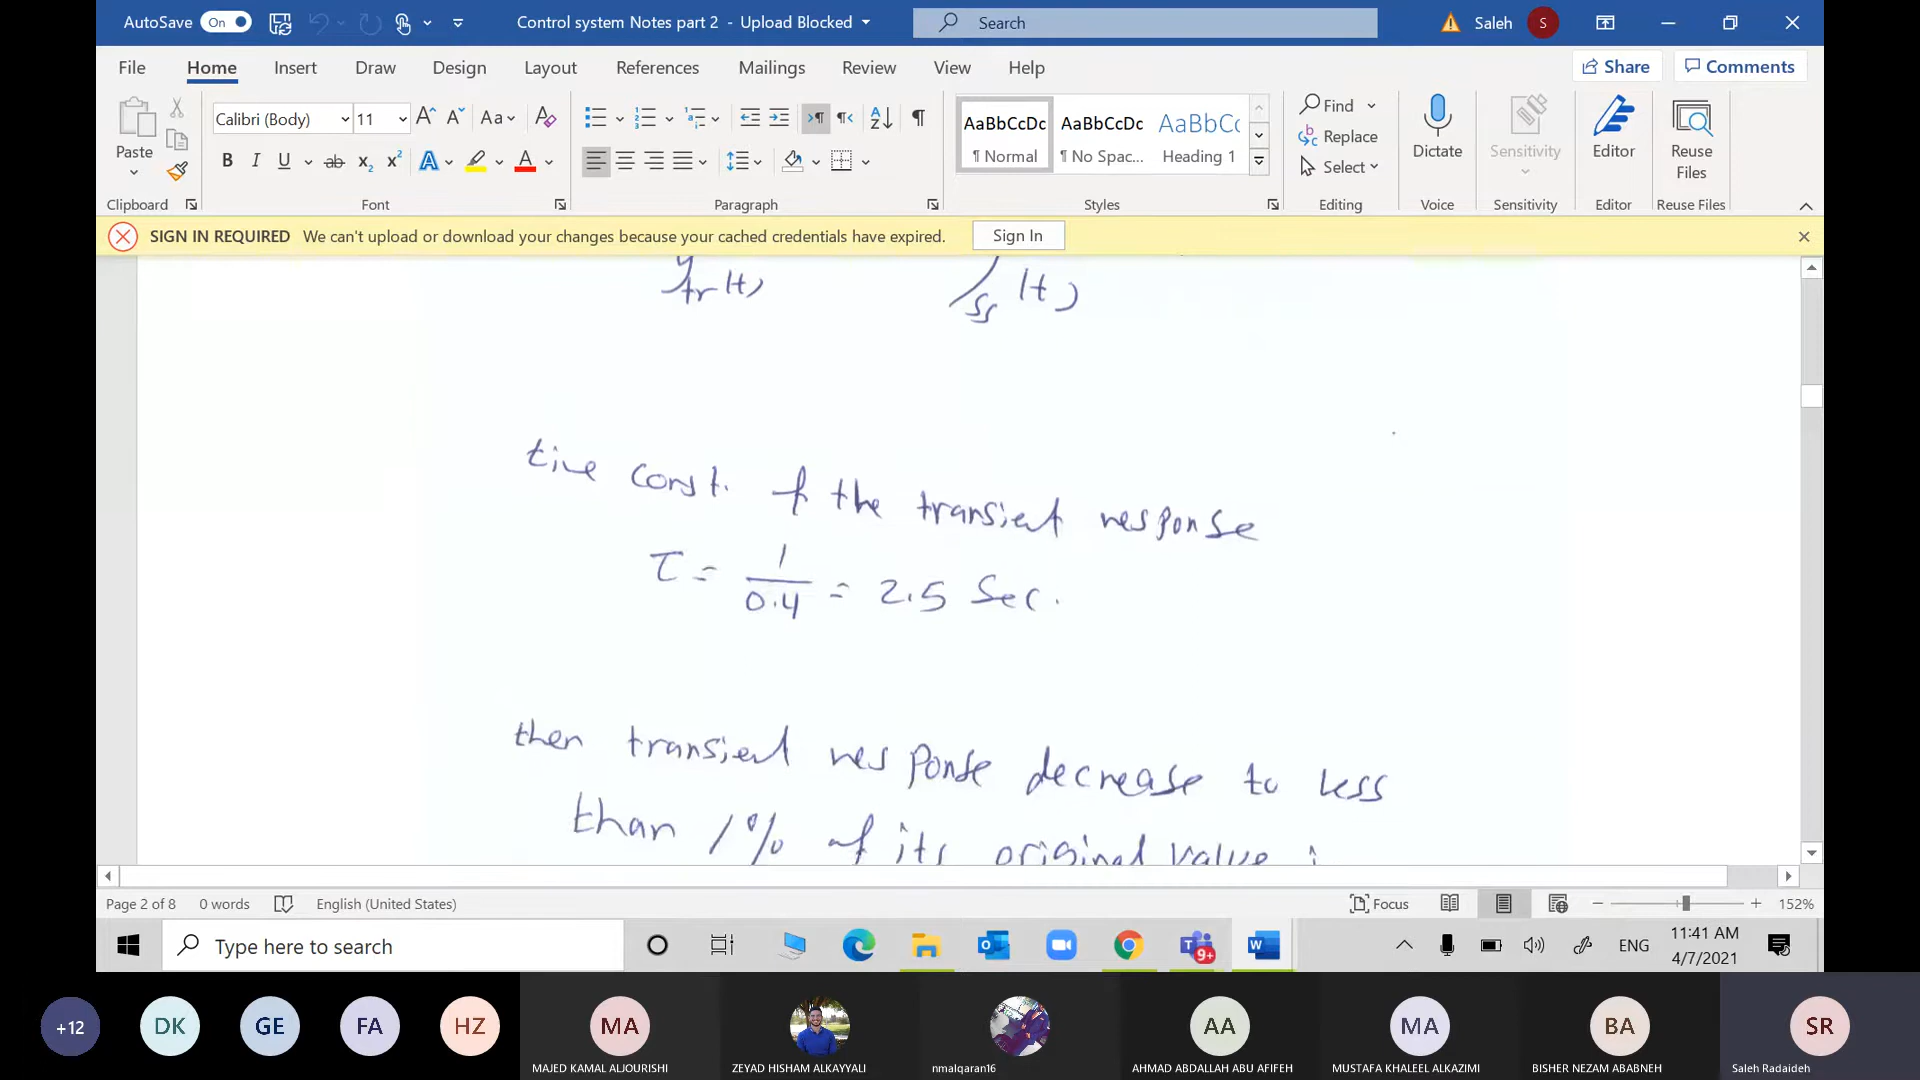 AutoSave On Control system Notes part 2 - Upload Blocked Search Saleh S
File Home Insert Draw Design Layout References Mailings Review View Help Share Comments
Paste Calibri (Body) 11 Aa AaBbCcDc AaBbCcDc AaBbCc Find Replace Select Dictate Sensitivity Editor Reuse Files
¶ Normal ¶ No Spac... Heading 1
Clipboard Font Paragraph Styles Editing Voice Sensitivity Editor Reuse Files
SIGN IN REQUIRED We can't upload or download your changes because your cached credentials have expired. Sign In
ytr(t) yss(t)
time const. of the transient response
τ = 1/0.4 = 2.5 Sec.
then transient response decrease to less
than 1% of its original value
Page 2 of 8 0 words English (United States) Focus 152%
Type here to search 9+ ENG 11:41 AM
4/7/2021
+12 DK GE FA HZ MA AA MA BA SR
MAJED KAMAL ALJOURISHI ZEYAD HISHAM ALKAYYALI nmalqaran16 AHMAD ABDALLAH ABU AFIFEH MUSTAFA KHALEEL ALKAZIMI BISHER NEZAM ABABNEH Saleh Radaideh